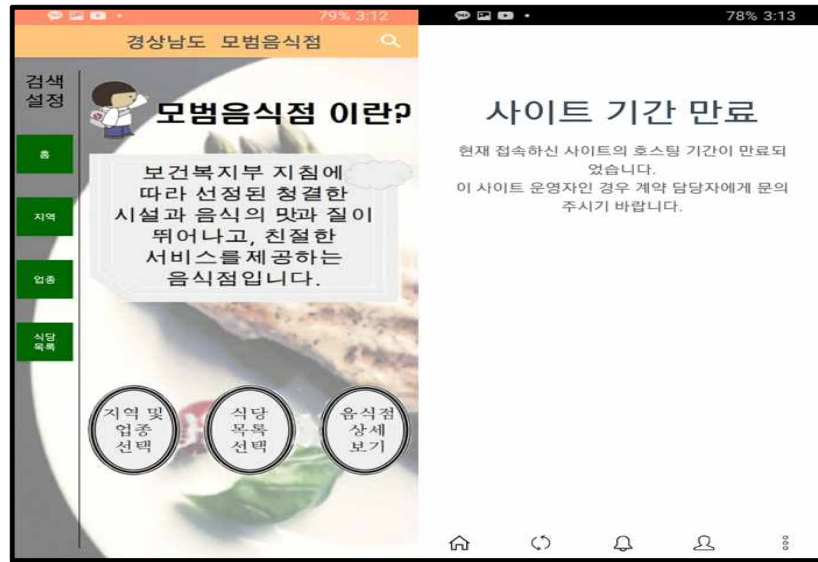 79% 3:12
경상남도 모범음식점
검색
설정
홈
지역
업종
식당
목록
모범음식점 이란?
보건복지부 지침에
따라 선정된 청결한
시설과 음식의 맛과 질이
뛰어나고, 친절한
서비스를제공하는
음식점입니다.
지역 및
업종
선택
식당
목록
선택
음식점
상세
보기
78% 3:13
사이트 기간 만료
현재 접속하신 사이트의 호스팅 기간이 만료되
었습니다.
이 사이트 운영자인 경우 계약 담당자에게 문의
주시기 바랍니다.